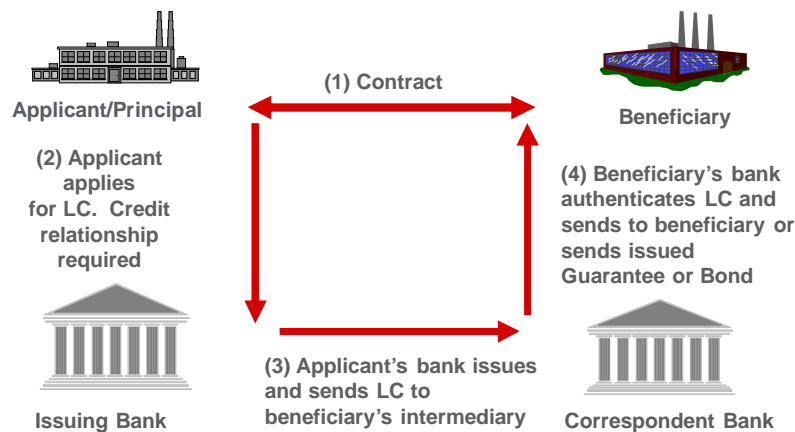 (1) Contract
Applicant/Principal
Beneficiary
(2) Applicant
applies
for LC. Credit
relationship
required
(4) Beneficiary's bank
authenticates LC and
sends to beneficiary or
sends issued
Guarantee or Bond
(3) Applicant's bank issues
and sends LC to
beneficiary's intermediary
Issuing Bank
Correspondent Bank